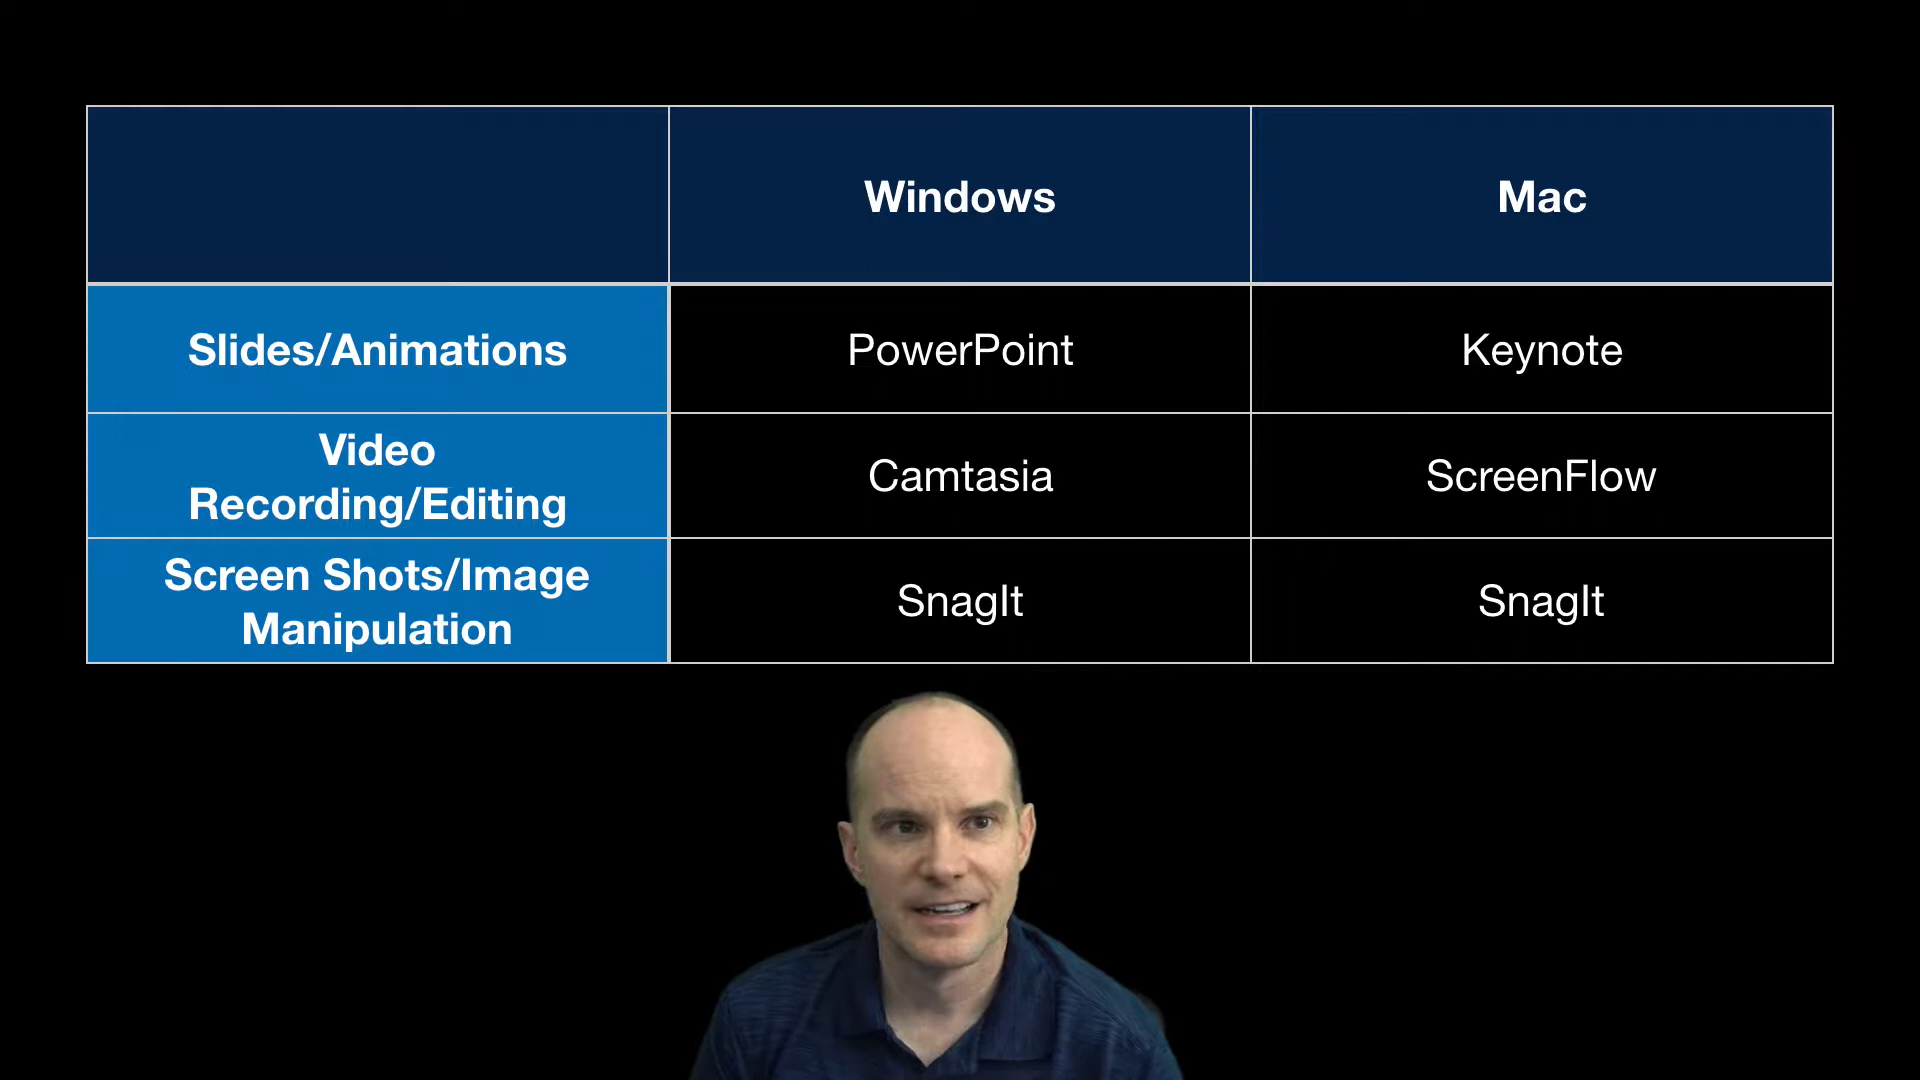 Windows
Mac
Slides/Animations
PowerPoint
Keynote
Video
Recording/Editing
Camtasia
ScreenFlow
Screen Shots/Image
Manipulation
SnagIt
SnagIt